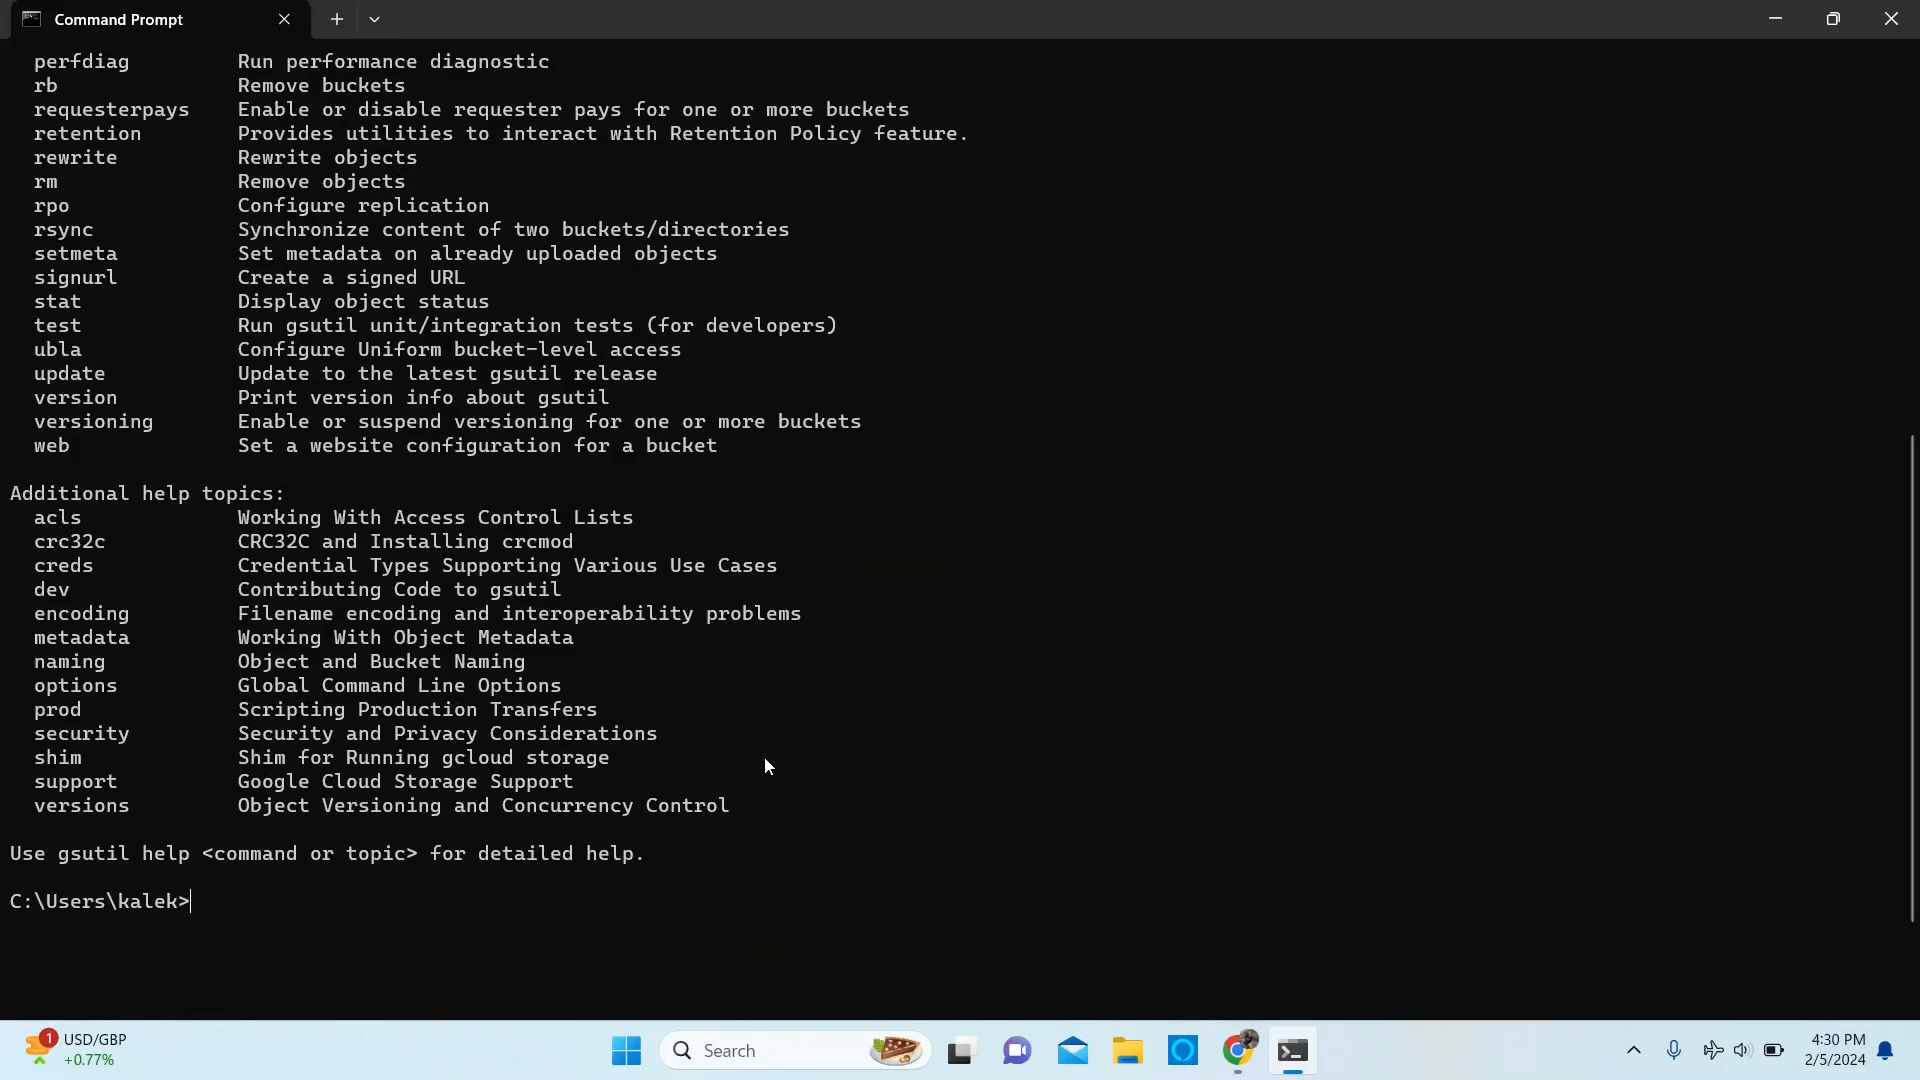 Command Prompt
perfdiag Run performance diagnostic
rb Remove buckets
requesterpays Enable or disable requester pays for one or more buckets
retention Provides utilities to interact with Retention Policy feature.
rewrite Rewrite objects
rm Remove objects
rpo Configure replication
rsync Synchronize content of two buckets/directories
setmeta Set metadata on already uploaded objects
signurl Create a signed URL
stat Display object status
test Run gsutil unit/integration tests (for developers)
ubla Configure Uniform bucket-level access
update Update to the latest gsutil release
version Print version info about gsutil
versioning Enable or suspend versioning for one or more buckets
web Set a website configuration for a bucket
Additional help topics:
acls Working With Access Control Lists
crc32c CRC32C and Installing crcmod
creds Credential Types Supporting Various Use Cases
dev Contributing Code to gsutil
encoding Filename encoding and interoperability problems
metadata Working With Object Metadata
naming Object and Bucket Naming
options Global Command Line Options
prod Scripting Production Transfers
security Security and Privacy Considerations
shim Shim for Running gcloud storage
support Google Cloud Storage Support
versions Object Versioning and Concurrency Control
Use gsutil help <command or topic> for detailed help.
C:\Users\kalek>
1 USD/GBP
+0.77%
Search
4:30 PM
2/5/2024